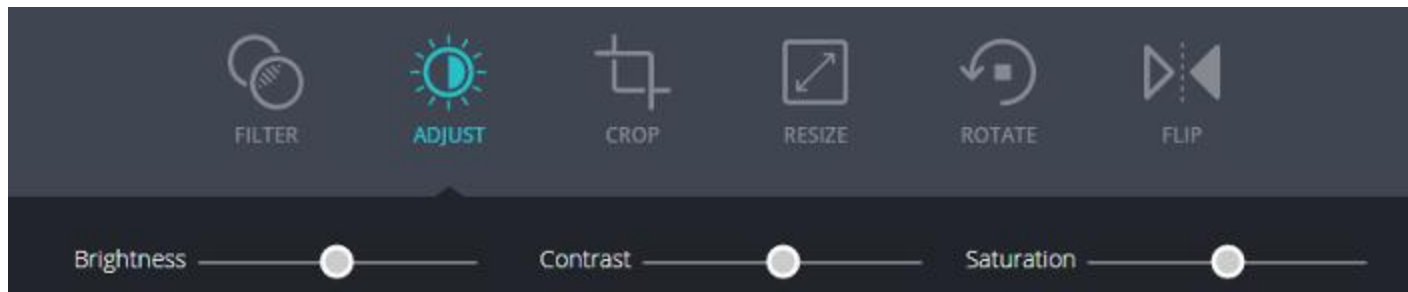 FILTER ADJUST CROP RESIZE ROTATE FLIP
Brightness Contrast Saturation